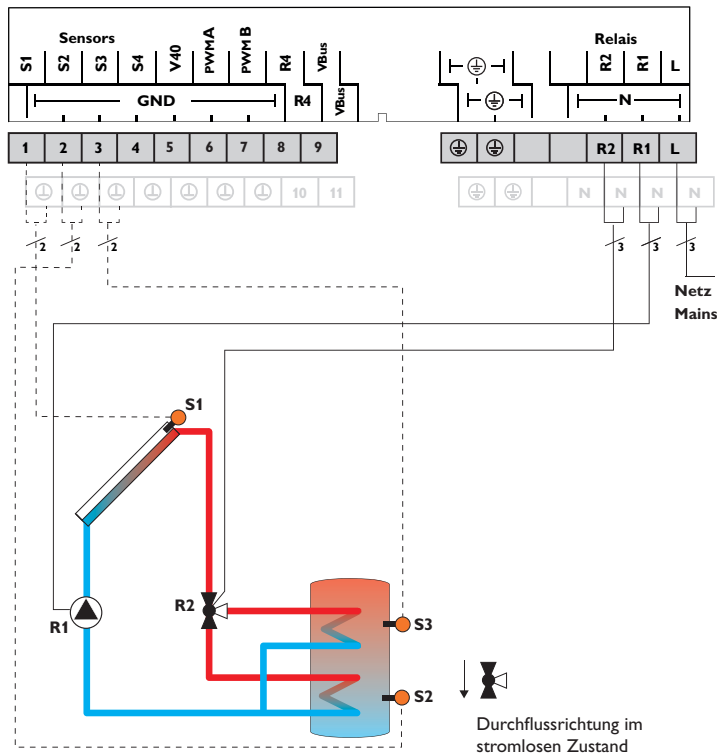 Sensors Relais
S1 S2 S3 S4 V40 PWM A PWM B R4 VBus R2 R1 L
GND R4 VBus N
1 2 3 4 5 6 7 8 9 R2 R1 L
10 11 N N N N
2 2 2 3 3 3
Netz
Mains
S1
R2
R1
S3
S2
Durchflussrichtung im
stromlosen Zustand